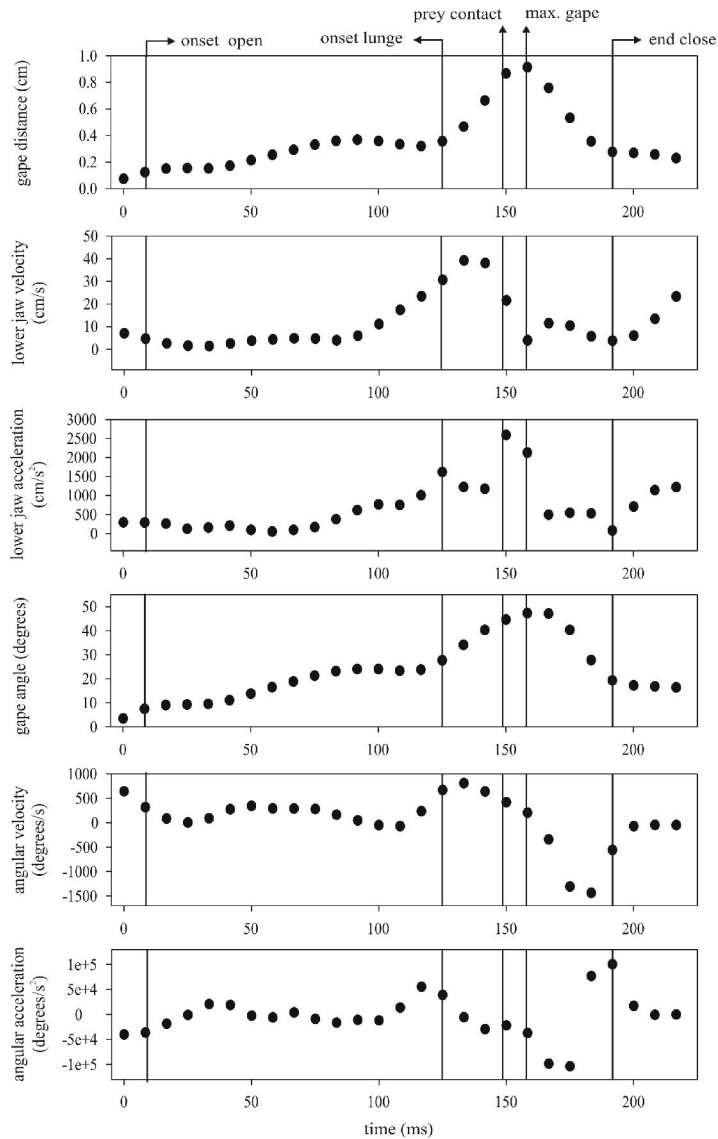 prey contact max. gape
onset open onset lunge end close
gape distance (cm)
1.0
0.8
0.6
0.4
0.2
0.0
0 50 100 150 200
lower jaw velocity
(cm/s)
50
40
30
20
10
0
0 50 100 150 200
lower jaw acceleration
(cm/s²)
3000
2500
2000
1500
1000
500
0
0 50 100 150 200
gape angle (degrees)
50
40
30
20
10
0
0 50 100 150 200
angular velocity
(degrees/s)
1000
500
0
-500
-1000
-1500
0 50 100 150 200
angular acceleration
(degrees/s²)
1e+5
5e+4
0
-5e+4
-1e+5
0 50 100 150 200
time (ms)